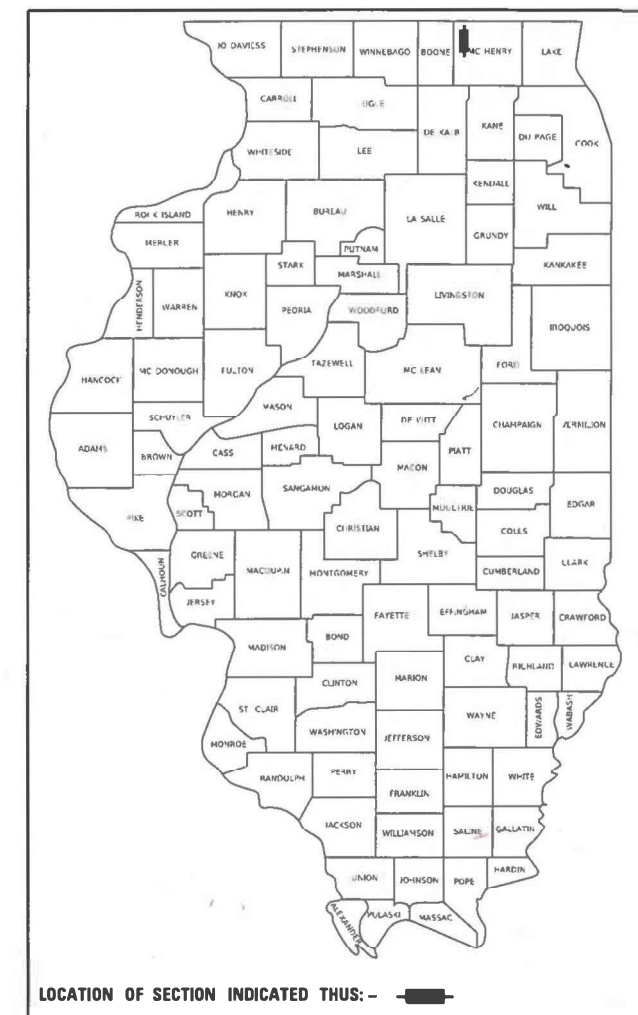 JO DAVIESS STEPHENSON WINNEBAGO BOONE MC HENRY LAKE
CARROLL OGLE DE KALB KANE DU PAGE COOK
WHITESIDE LEE
KENDALL WILL
ROCK ISLAND HENRY BUREAU LA SALLE GRUNDY
MERCER PUTNAM KANKAKEE
STARK MARSHALL
HENDERSON WARREN KNOX PEORIA WOODFORD LIVINGSTON IROQUOIS
HANCOCK MC DONOUGH FULTON TAZEWELL MC LEAN FORD
MASON
SCHUYLER LOGAN DE WITT CHAMPAIGN VERMILION
ADAMS BROWN CASS MENARD MACON PIATT
PIKE SCOTT MORGAN SANGAMON MOULTRIE DOUGLAS EDGAR
CHRISTIAN COLES
CALHOUN GREENE MACOUPIN MONTGOMERY SHELBY CUMBERLAND CLARK
JERSEY FAYETTE EFFINGHAM JASPER CRAWFORD
MADISON BOND
CLAY RICHLAND LAWRENCE
CLINTON MARION
ST CLAIR WAYNE EDWARDS WABASH
WASHINGTON JEFFERSON
MONROE
RANDOLPH PERRY HAMILTON WHITE
FRANKLIN
JACKSON WILLIAMSON SALINE GALLATIN
UNION JOHNSON POPE HARDIN
ALEXANDER PULASKI MASSAC
LOCATION OF SECTION INDICATED THUS: -